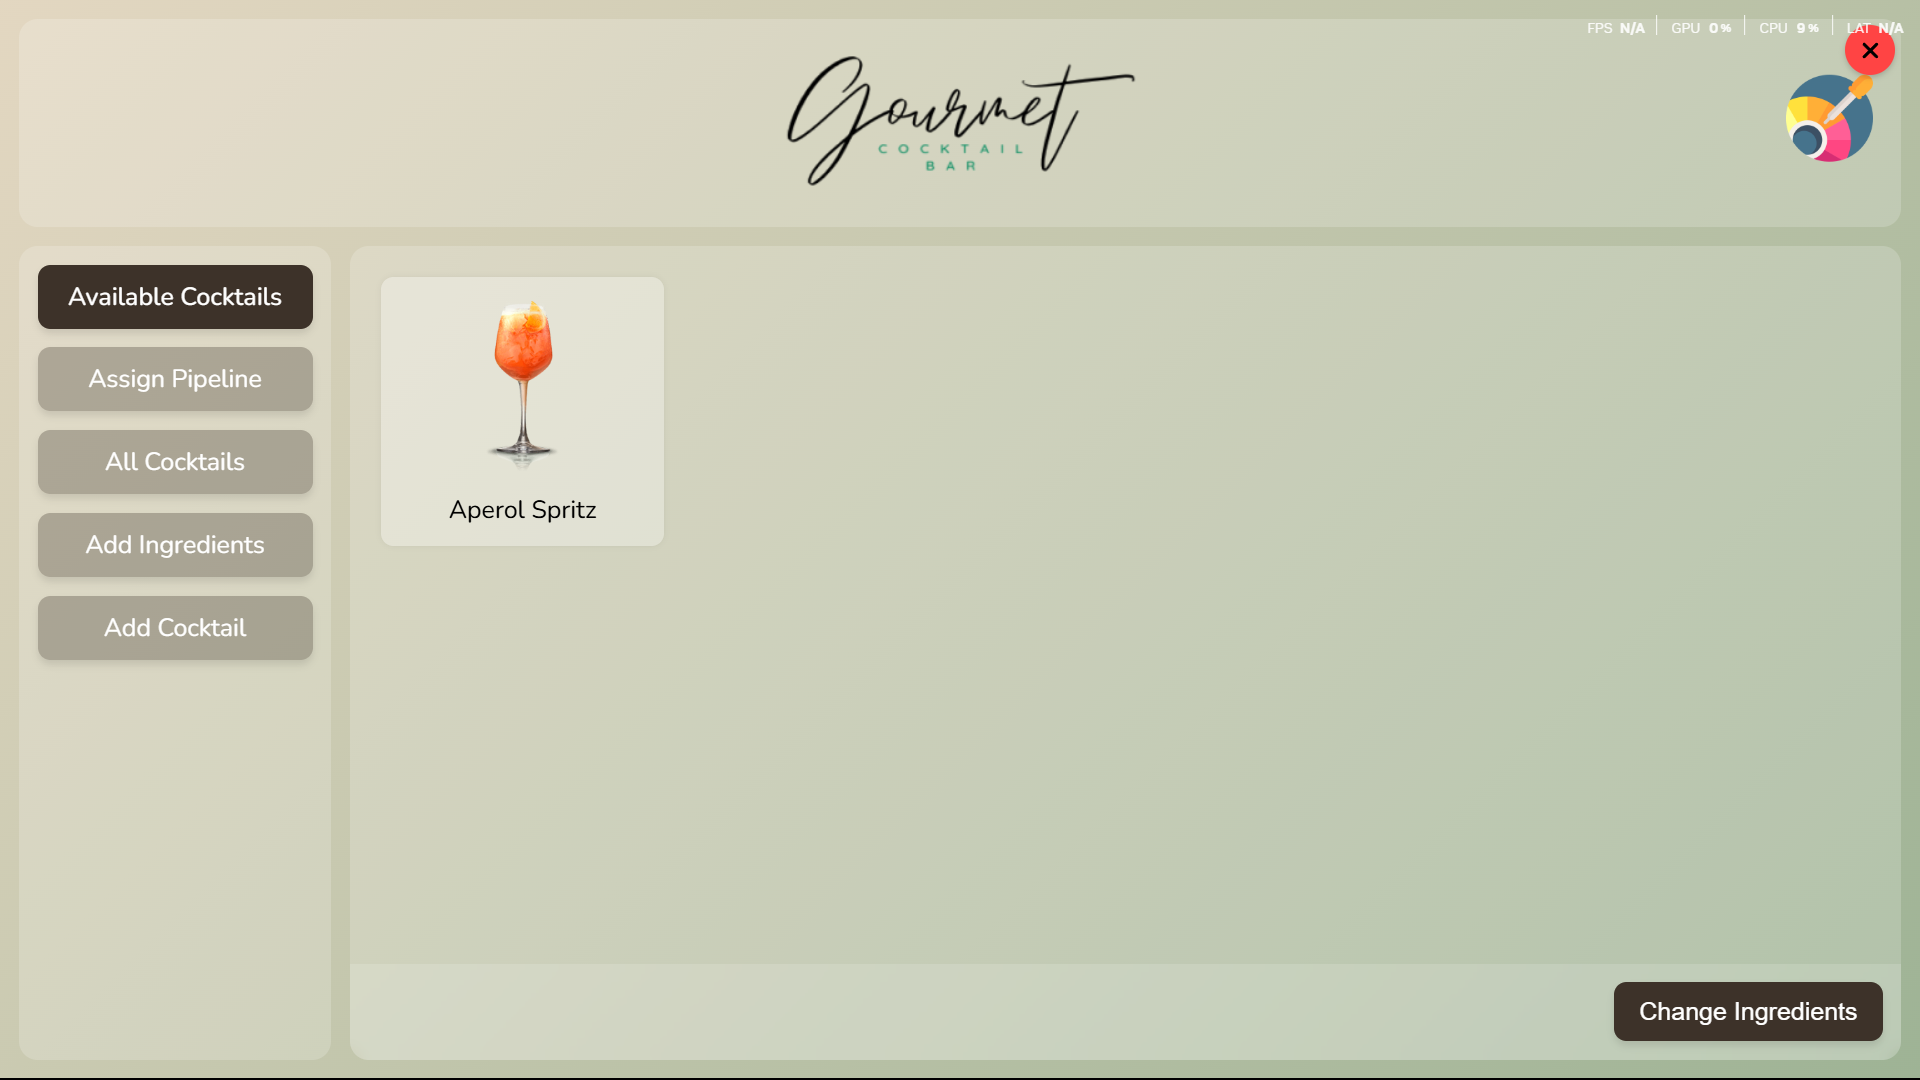 FPS N/A | GPU 0% | CPU 9% | LAT N/A
Gourmet
COCKTAIL
BAR
Available Cocktails
Assign Pipeline
All Cocktails
Add Ingredients
Add Cocktail
Aperol Spritz
Change Ingredients